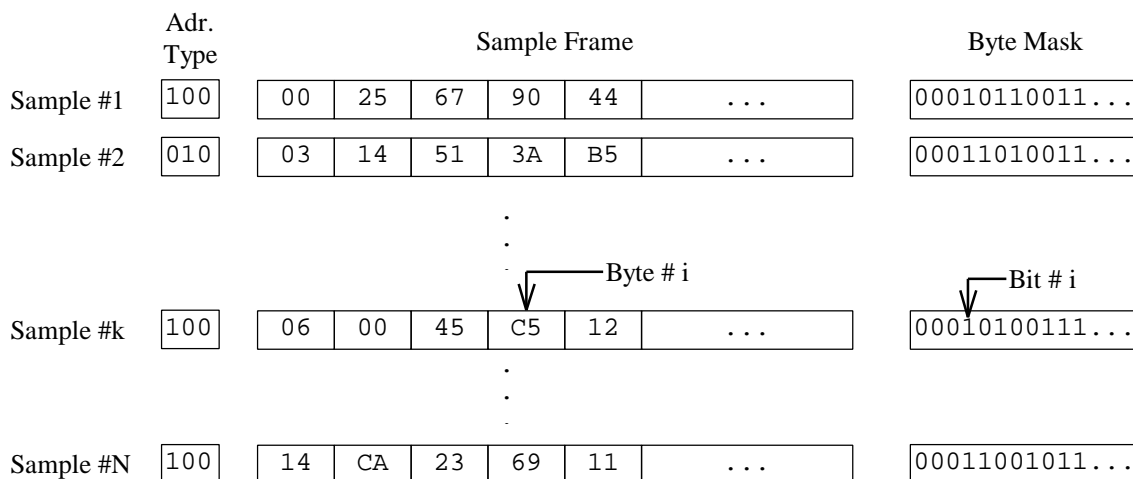 Adr. Type Sample Frame Byte Mask
Sample #1 100 00 25 67 90 44 ... 00010110011...
Sample #2 010 03 14 51 3A B5 ... 00011010011...
Byte # i Bit # i
Sample #k 100 06 00 45 C5 12 ... 00010100111...
Sample #N 100 14 CA 23 69 11 ... 00011001011...